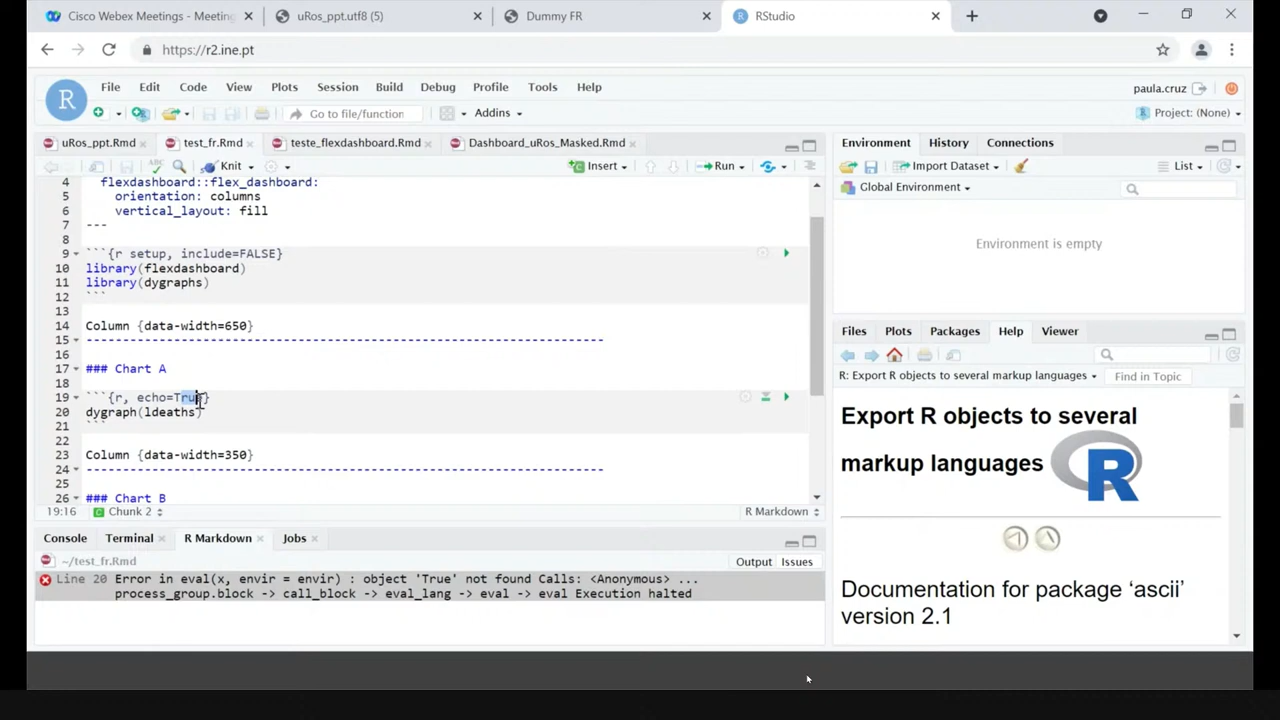 Cisco Webex Meetings - Meeting
uRos_ppt.utf8 (5)
Dummy FR
RStudio
https://r2.ine.pt
R
File Edit Code View Plots Session Build Debug Profile Tools Help
paula.cruz
Go to file/function
Addins
Project: (None)
uRos_ppt.Rmd
test_fr.Rmd
teste_flexdashboard.Rmd
Dashboard_uRos_Masked.Rmd
ABC
Knit
Insert
Run
4 flexdashboard::flex_dashboard:
5 orientation: columns
6 vertical_layout: fill
7 ---
8
9 ```{r setup, include=FALSE}
10 library(flexdashboard)
11 library(dygraphs)
12 ```
13
14 Column {data-width=650}
15 -----------------------------------------------------------------------------
16
17 ### Chart A
18
19 ```{r, echo=True}
20 dygraph(ldeaths)
21 ```
22
23 Column {data-width=350}
24 -----------------------------------------------------------------------------
25
26 ### Chart B
19:16
Chunk 2
R Markdown
Console
Terminal
R Markdown
Jobs
~/test_fr.Rmd
Output
Issues
Line 20 Error in eval(x, envir = envir) : object 'True' not found Calls: <Anonymous> ...
process_group.block -> call_block -> eval_lang -> eval -> eval Execution halted
Environment
History
Connections
Import Dataset
List
Global Environment
Environment is empty
Files
Plots
Packages
Help
Viewer
R: Export R objects to several markup languages
Find in Topic
Export R objects to several
markup languages
R
Documentation for package ‘ascii’
version 2.1